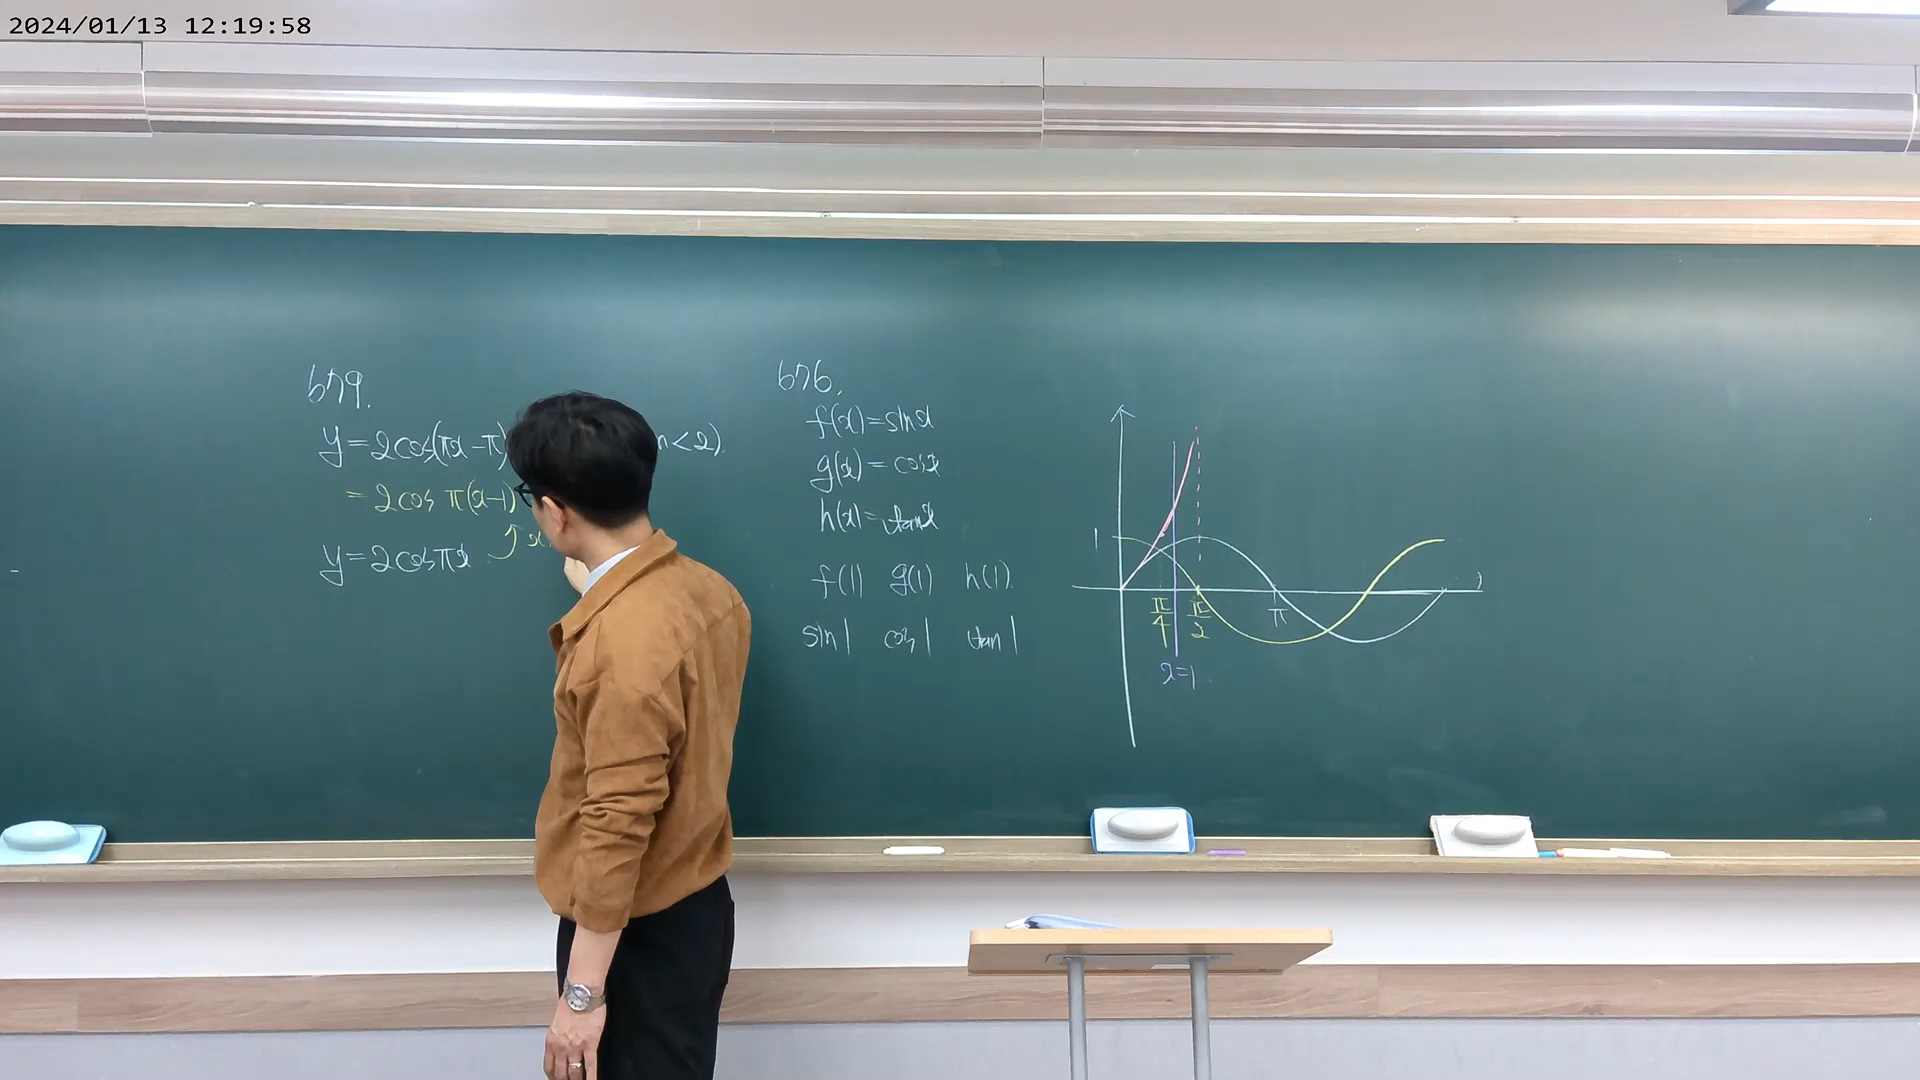 2024/01/13 12:19:58
679.
y=2cos(πx-π) n<2)
=2cos π(x-1)
y=2cosπx x
676.
f(x)=sinx
g(x)=cosx
h(x)=tanx
f(1) g(1) h(1)
sin1 cos1 tan1
1
π/4 π/2 π
x=1